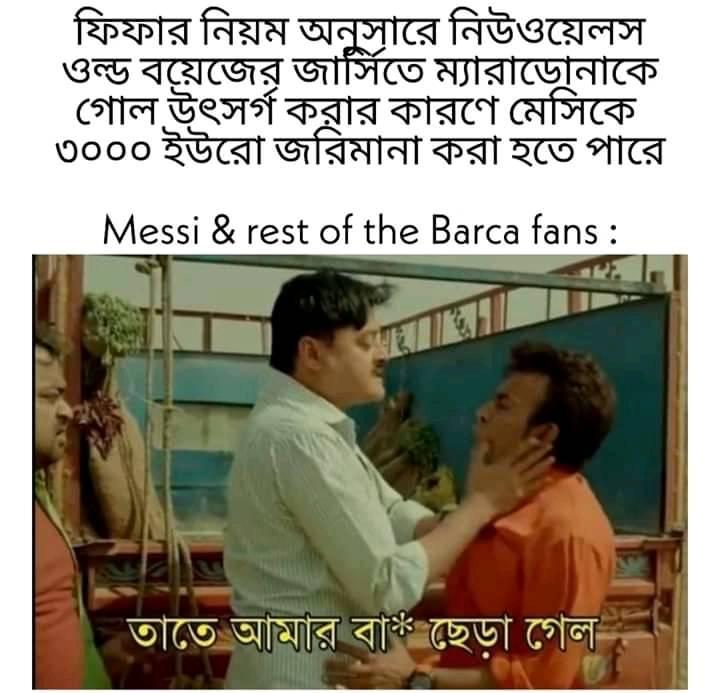 ফিফার নিয়ম অনুসারে নিউওয়েলস
ওল্ড বয়েজের জার্সিতে ম্যারাডোনাকে
গোল উৎসর্গ করার কারণে মেসিকে
৩০০০ ইউরো জরিমানা করা হতে পারে
Messi & rest of the Barca fans :
তাতে আমার বা* ছেড়া গেল